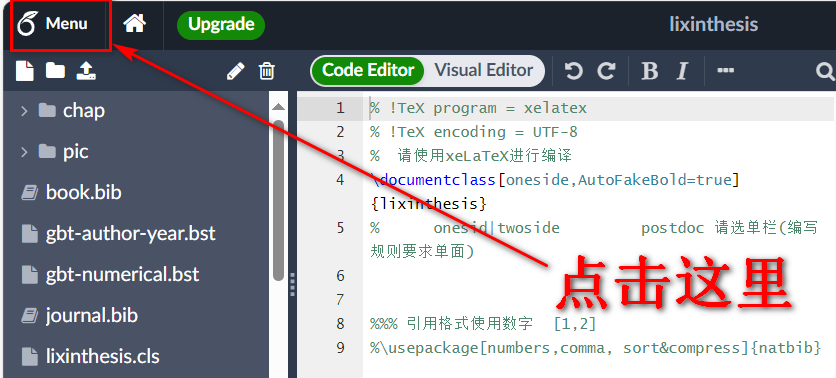 Menu
Upgrade
lixinthesis
Code Editor
Visual Editor
B
I
chap
pic
book.bib
gbt-author-year.bst
gbt-numerical.bst
journal.bib
lixinthesis.cls
1 % !TeX program = xelatex
2 % !TeX encoding = UTF-8
3 % 请使用xeLaTeX进行编译
4 \documentclass[oneside,AutoFakeBold=true]
{lixinthesis}
5 % onesid|twoside postdoc 请选单栏(编写
规则要求单面)
6
7
8 %%% 引用格式使用数字 [1,2]
9 %\usepackage[numbers,comma, sort&compress]{natbib}
点击这里